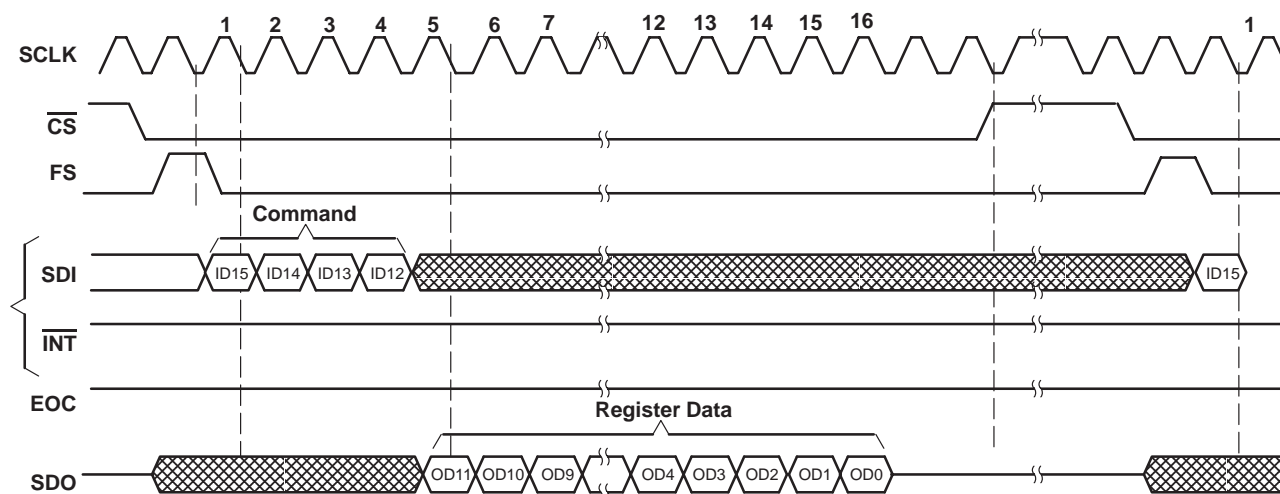 1 2 3 4 5 6 7 12 13 14 15 16 1
SCLK
CS
FS
Command
SDI ID15 ID14 ID13 ID12 ID15
INT
EOC
Register Data
SDO OD11 OD10 OD9 OD4 OD3 OD2 OD1 OD0